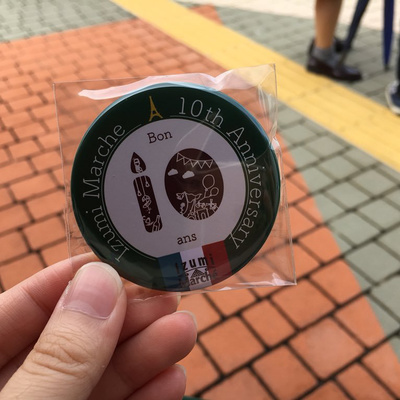 Izumi Marche 10th Anniversary
Bon
10
ans
Izumi
Marche